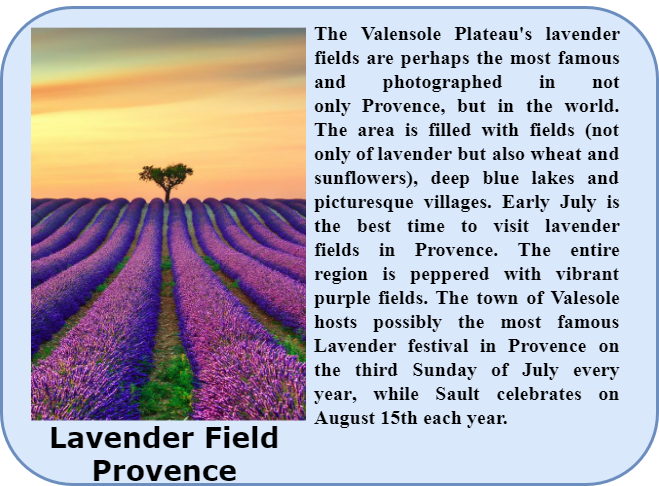 The Valensole Plateau's lavender
fields are perhaps the most famous
and photographed in not
only Provence, but in the world.
The area is filled with fields (not
only of lavender but also wheat and
sunflowers), deep blue lakes and
picturesque villages. Early July is
the best time to visit lavender
fields in Provence. The entire
region is peppered with vibrant
purple fields. The town of Valesole
hosts possibly the most famous
Lavender festival in Provence on
the third Sunday of July every
year, while Sault celebrates on
August 15th each year.
Lavender Field
Provence